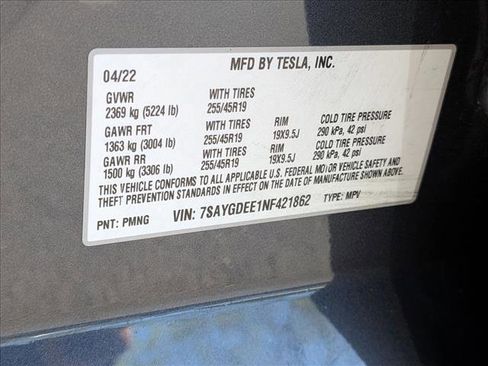 MFD BY TESLA, INC.
04/22
GVWR WITH TIRES RIM COLD TIRE PRESSURE
2369 kg (5224 lb) 255/45R19 19X9.5J 290 kPa, 42 psi
GAWR FRT WITH TIRES RIM COLD TIRE PRESSURE
1363 kg (3004 lb) 255/45R19 19X9.5J 290 kPa, 42 psi
GAWR RR WITH TIRES
1500 kg (3306 lb) 255/45R19
THIS VEHICLE CONFORMS TO ALL APPLICABLE U.S. FEDERAL MOTOR VEHICLE SAFETY AND
THEFT PREVENTION STANDARDS IN EFFECT ON THE DATE OF MANUFACTURE SHOWN ABOVE.
PNT: PMNG VIN: 7SAYGDEE1NF421862 TYPE: MPV